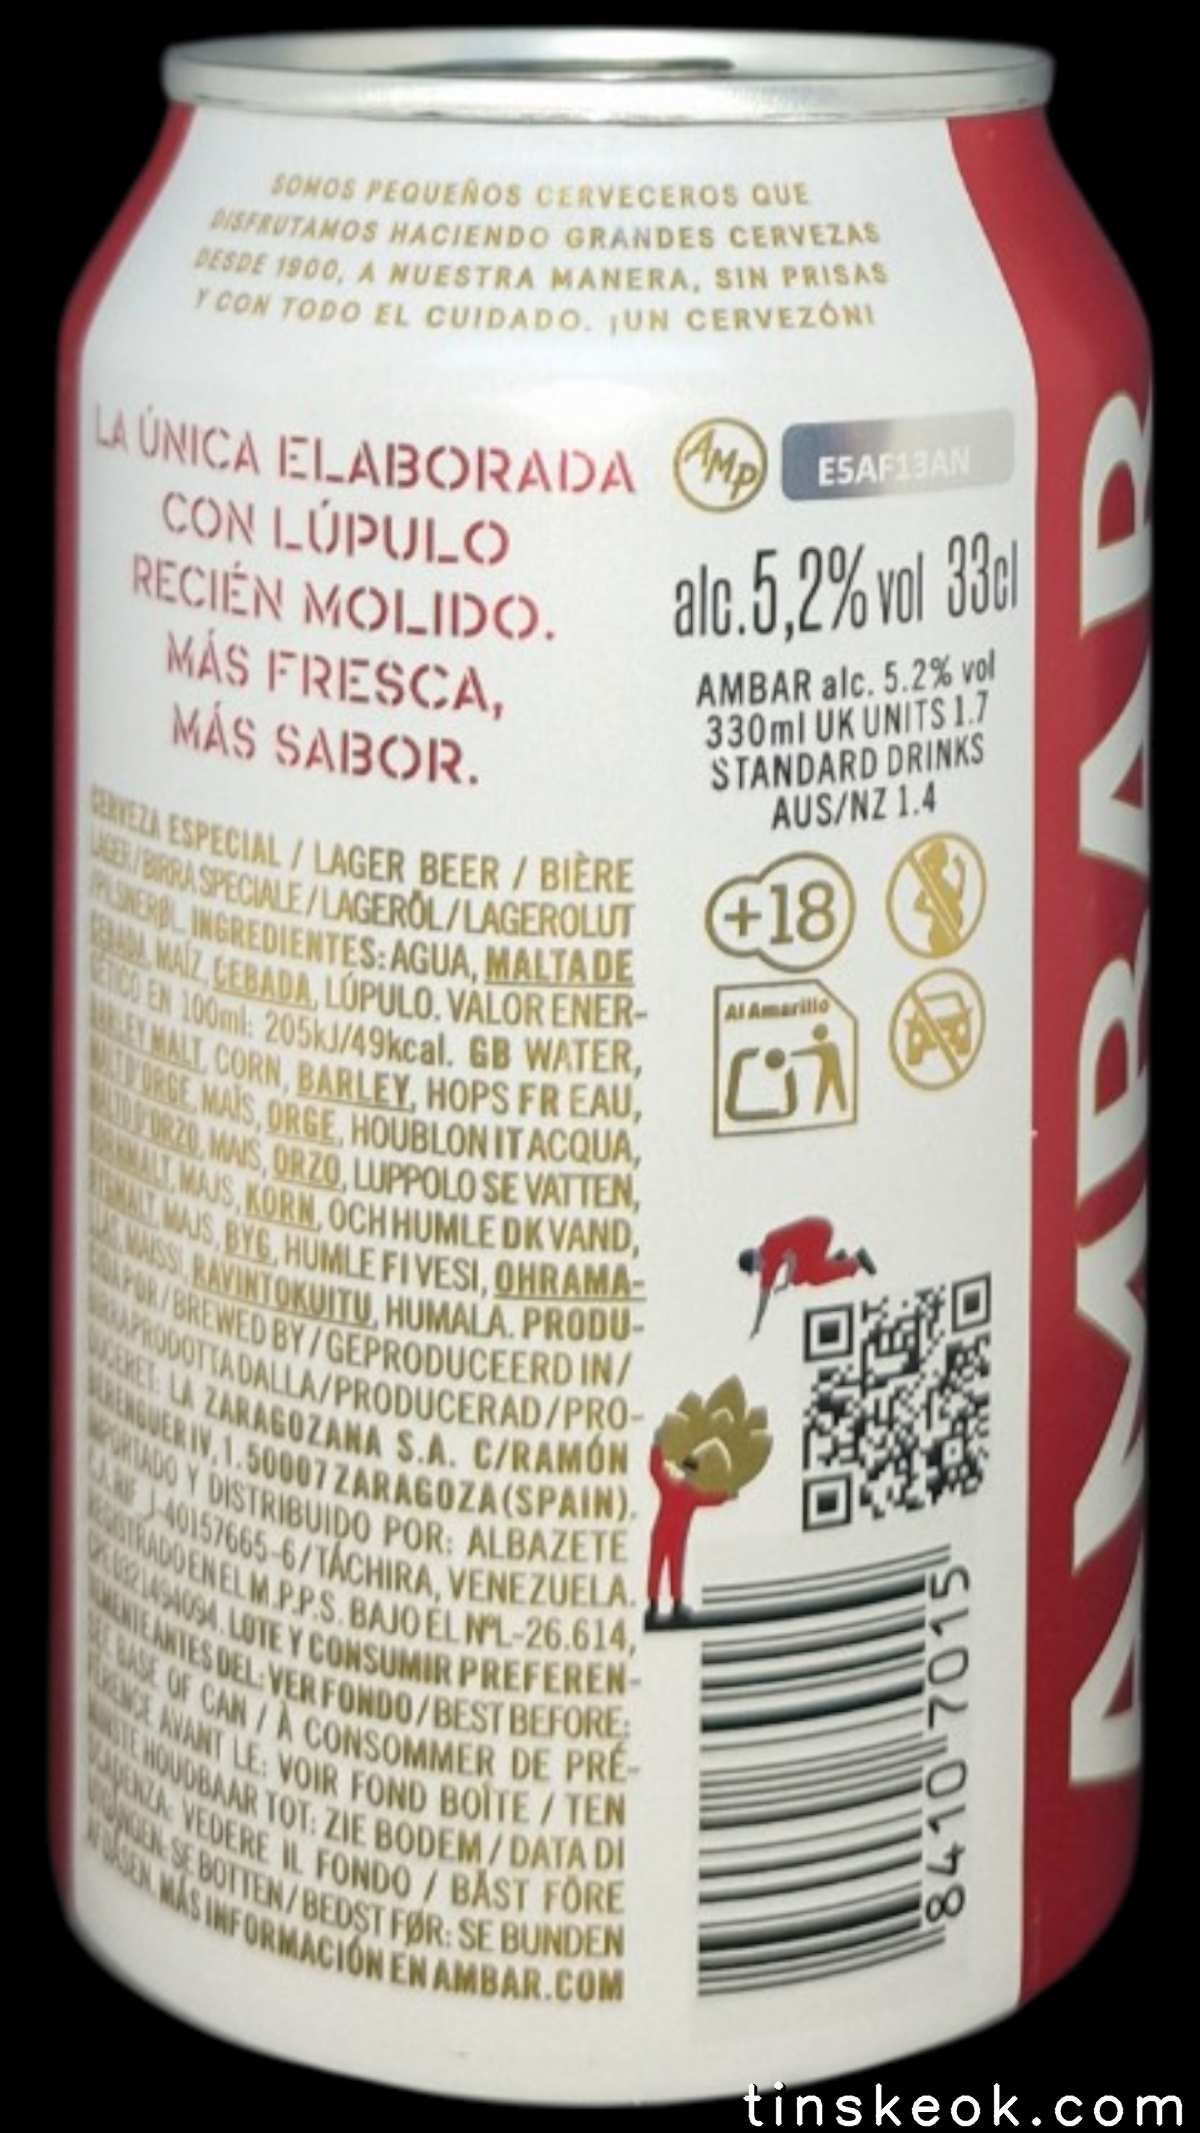 SOMOS PEQUEÑOS CERVECEROS QUE
DISFRUTAMOS HACIENDO GRANDES CERVEZAS
DESDE 1900, A NUESTRA MANERA, SIN PRISAS
Y CON TODO EL CUIDADO. ¡UN CERVEZÓN!
LA ÚNICA ELABORADA
CON LÚPULO
RECIÉN MOLIDO.
MÁS FRESCA,
MÁS SABOR.
CERVEZA ESPECIAL / LAGER BEER / BIÈRE
LAGER/BIRRA SPECIALE/LAGERÖL/LAGEROLUT
/PILSNERØL. INGREDIENTES: AGUA, MALTA DE
CEBADA, MAÍZ, CEBADA, LÚPULO. VALOR ENER-
GÉTICO EN 100ml: 205kJ/49kcal. GB WATER,
BARLEY MALT, CORN, BARLEY, HOPS FR EAU,
MALT D'ORGE, MAÏS, ORGE, HOUBLON IT ACQUA,
MALTO D'ORZO, MAIS, ORZO, LUPPOLO SE VATTEN,
KORNMALT, MAJS, KORN, OCH HUMLE DK VAND,
BYGMALT, MAJS, BYG, HUMLE FI VESI, OHRAMA-
LLAS, MAISSI, RAVINTOKUITU, HUMALA. PRODU-
CIDA POR/BREWED BY/GEPRODUCEERD IN/
BIRRA PRODOTTA DALLA/PRODUCERAD/PRO-
DUCERET: LA ZARAGOZANA S.A. C/RAMÓN
BERENGUER IV, 1. 50007 ZARAGOZA (SPAIN).
IMPORTADO Y DISTRIBUIDO POR: ALBAZETE
C.A. RIF J-40157665-6/TÁCHIRA, VENEZUELA.
REGISTRADO EN EL M.P.P.S. BAJO EL NºL-26.614,
CPE 0321494094. LOTE Y CONSUMIR PREFEREN-
TEMENTE ANTES DEL: VER FONDO/BEST BEFORE:
SEE BASE OF CAN / À CONSOMMER DE PRÉ-
FÉRENCE AVANT LE: VOIR FOND BOÎTE / TEN
MINSTE HOUDBAAR TOT: ZIE BODEM/DATA DI
SCADENZA: VEDERE IL FONDO / BÄST FÖRE
SE BOTTEN/BEDST FØR: SE BUNDEN
AF DÅSEN. MÁS INFORMACIÓN EN AMBAR.COM
AMP
E5AF13AN
alc.5,2% vol 33cl
AMBAR alc. 5.2% vol
330ml UK UNITS 1.7
STANDARD DRINKS
AUS/NZ 1.4
+18
Al Amarillo
8410 7015
AMBAR
tinskeok.com